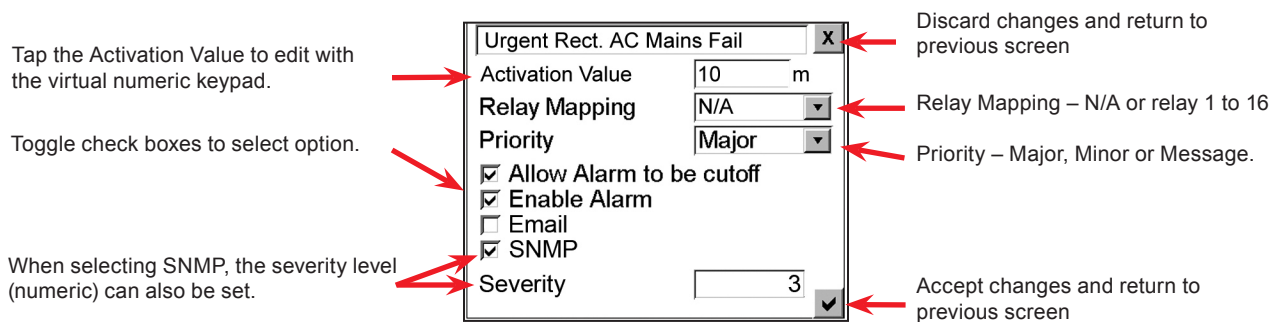 Tap the Activation Value to edit with
the virtual numeric keypad.
Toggle check boxes to select option.
When selecting SNMP, the severity level
(numeric) can also be set.
Urgent Rect. AC Mains Fail X
Activation Value 10 m
Relay Mapping N/A
Priority Major
Allow Alarm to be cutoff
Enable Alarm
Email
SNMP
Severity 3
Discard changes and return to
previous screen
Relay Mapping – N/A or relay 1 to 16
Priority – Major, Minor or Message.
Accept changes and return to
previous screen